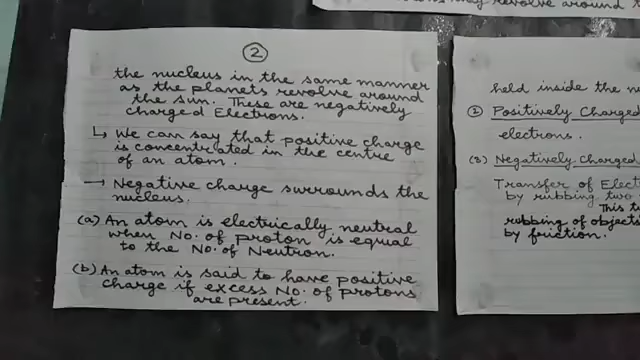 may revolve around
2
the nucleus in the same manner
as the planets revolve around
the sun. These are negatively
charged Electrons.
↳ We can say that positive charge
is concentrated in the centre
of an atom.
→ Negative charge surrounds the
nucleus.
(a) An atom is electrically neutral
when No. of proton is equal
to the No. of Neutron.
(b) An atom is said to have positive
charge if excess No. of protons
are present.
held inside the
② Positively Charged
electrons.
(3) Negatively Charged
Transfer of Elect
by rubbing two
This
rubbing of objects
by friction.